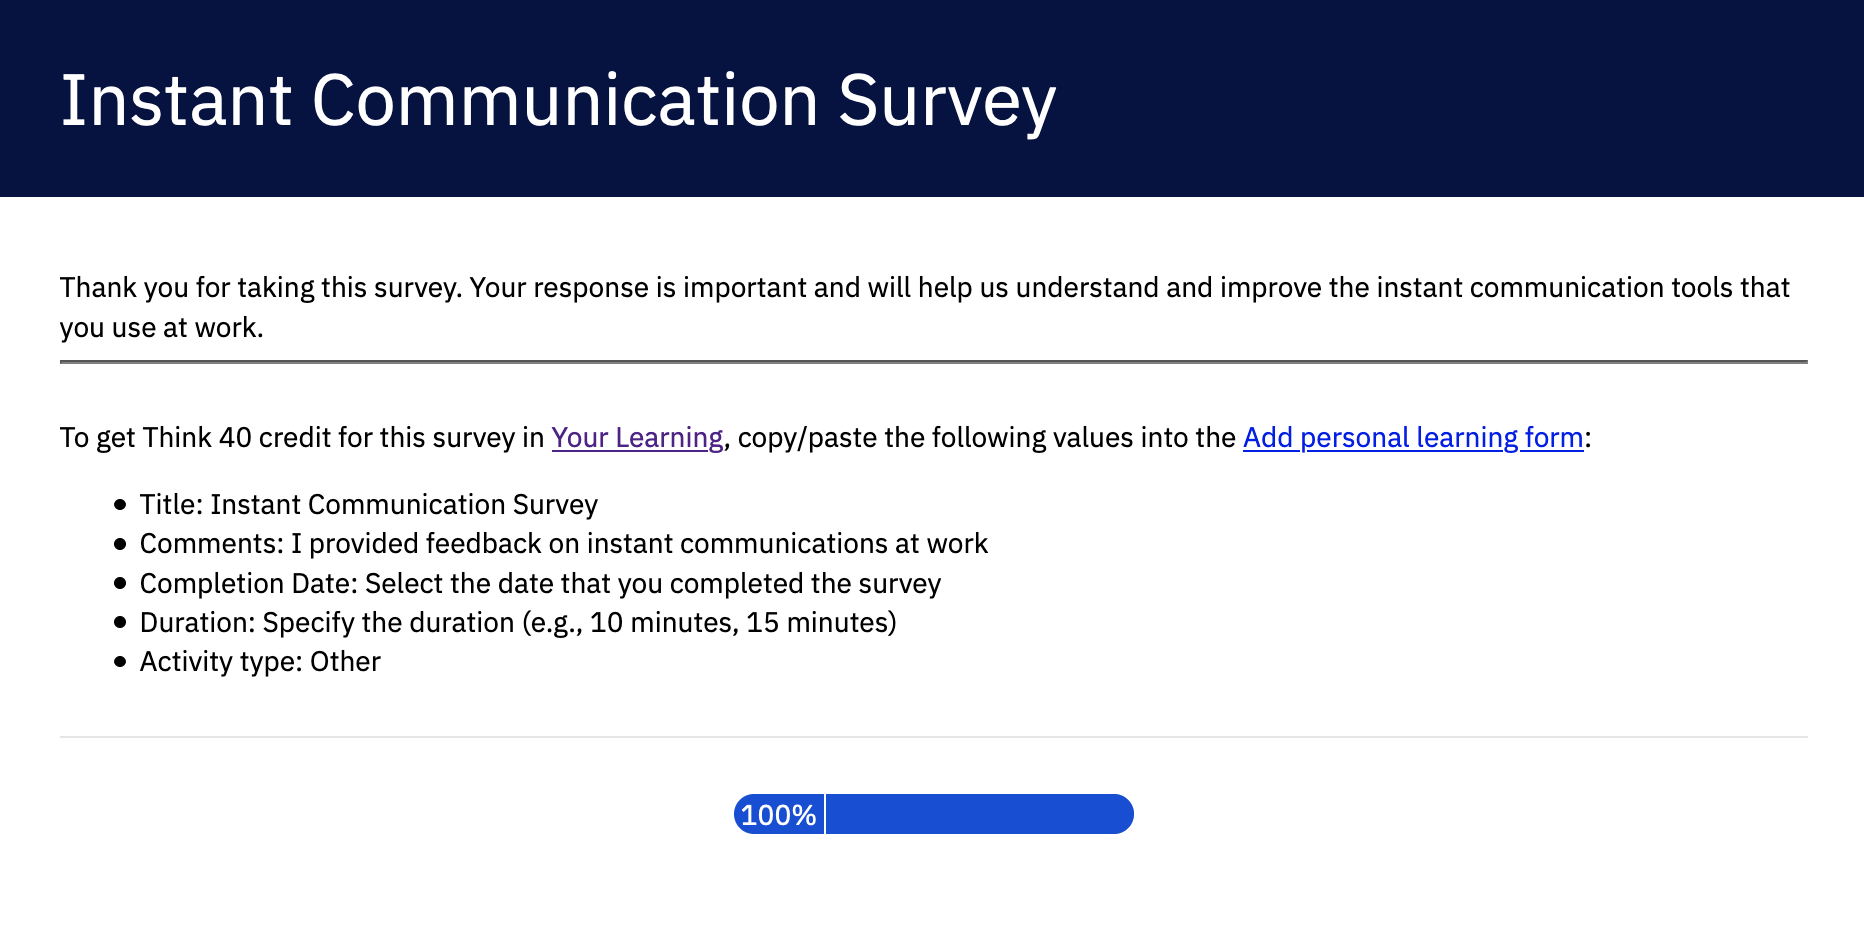 Instant Communication Survey
Thank you for taking this survey. Your response is important and will help us understand and improve the instant communication tools that
you use at work.
To get Think 40 credit for this survey in Your Learning, copy/paste the following values into the Add personal learning form:
● Title: Instant Communication Survey
● Comments: I provided feedback on instant communications at work
● Completion Date: Select the date that you completed the survey
● Duration: Specify the duration (e.g., 10 minutes, 15 minutes)
● Activity type: Other
100%